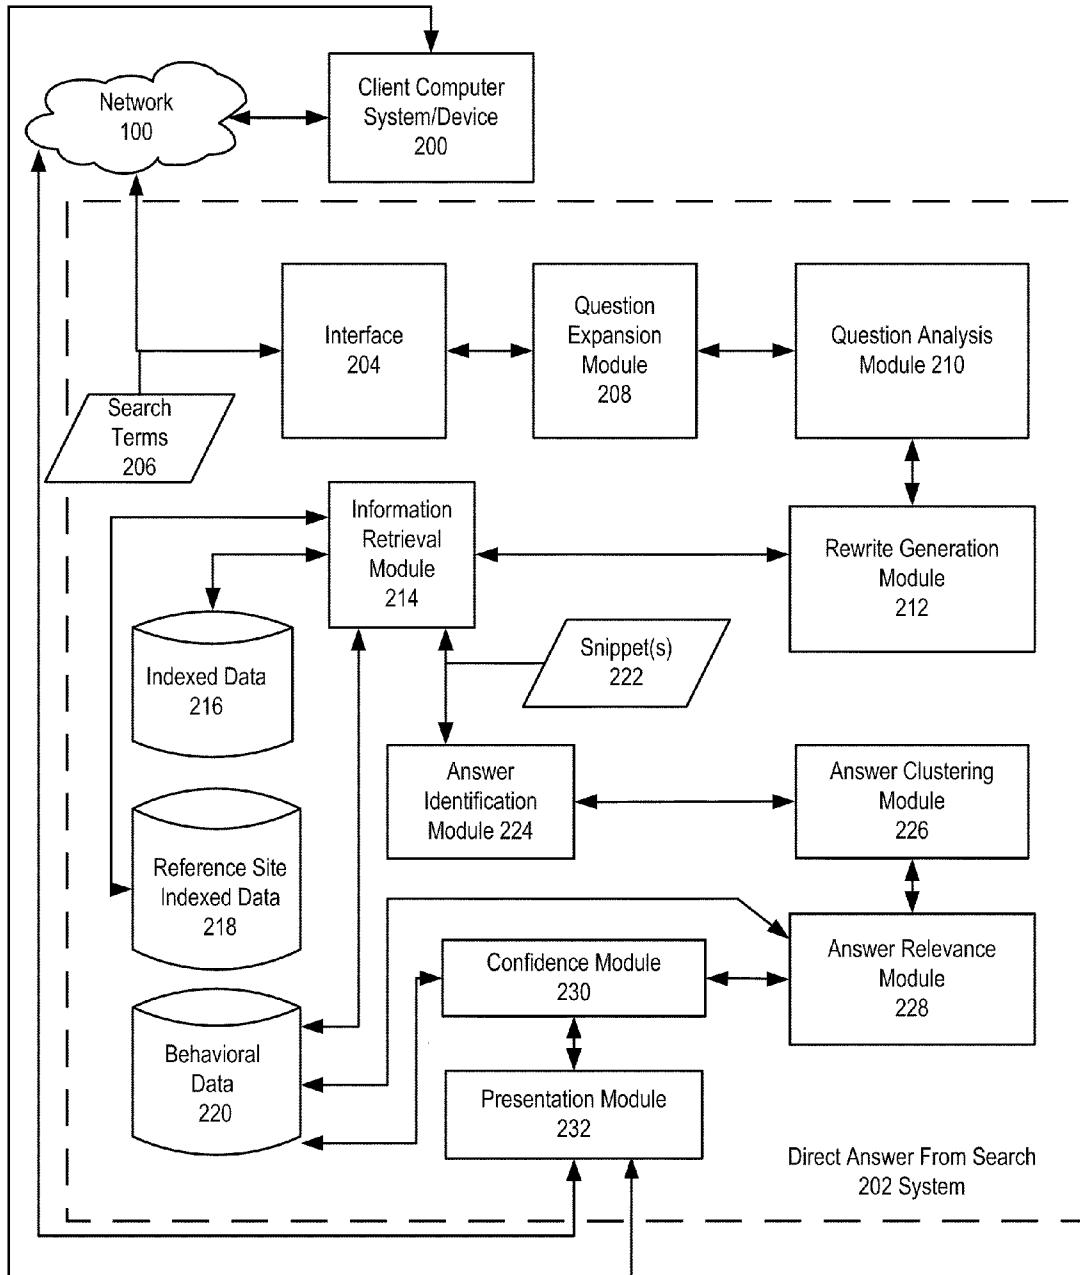 Client Computer
System/Device
200
Network
100
Interface
204
Question
Expansion
Module
208
Question Analysis
Module 210
Search
Terms
206
Information
Retrieval
Module
214
Rewrite Generation
Module
212
Snippet(s)
222
Indexed Data
216
Answer
Identification
Module 224
Answer Clustering
Module
226
Reference Site
Indexed Data
218
Confidence Module
230
Answer Relevance
Module
228
Behavioral
Data
220
Presentation Module
232
Direct Answer From Search
202 System